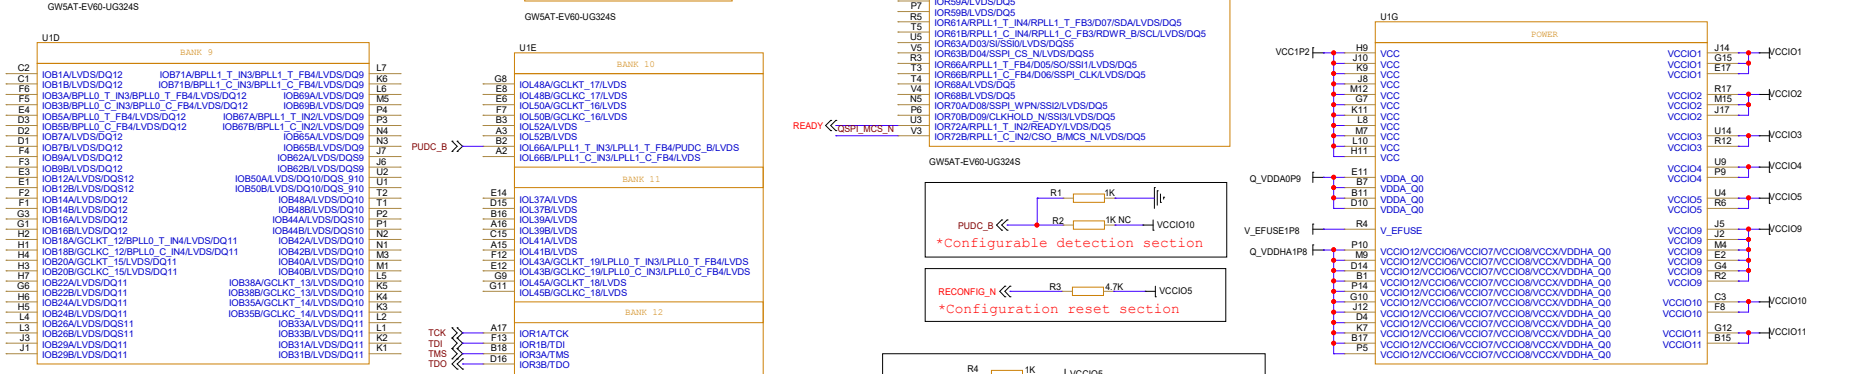 GW5AT-EV60-UG324S
U1D
BANK 9
C2 IOB1A/LVDS/DQ12 IOB71A/BPLL1_T_IN3/BPLL1_T_FB4/LVDS/DQ9 L7
C1 IOB1B/LVDS/DQ12 IOB71B/BPLL1_C_IN3/BPLL1_C_FB4/LVDS/DQ9 K6
F6 IOB3A/BPLL0_T_IN3/BPLL0_T_FB4/LVDS/DQ12 IOB69A/LVDS/DQ9 L6
F5 IOB3B/BPLL0_C_IN3/BPLL0_C_FB4/LVDS/DQ12 IOB69B/LVDS/DQ9 M5
E4 IOB5A/BPLL0_T_FB4/LVDS/DQ12 IOB67A/BPLL1_T_IN2/LVDS/DQ9 P4
D3 IOB5B/BPLL0_C_FB4/LVDS/DQ12 IOB67B/BPLL1_C_IN2/LVDS/DQ9 P3
D2 IOB7A/LVDS/DQ12 IOB65A/LVDS/DQ9 N4
D1 IOB7B/LVDS/DQ12 IOB65B/LVDS/DQ9 N3
F4 IOB9A/LVDS/DQ12 IOB62A/LVDS/DQS9 J7
F3 IOB9B/LVDS/DQ12 IOB62B/LVDS/DQS9 J6
E3 IOB12A/LVDS/DQS12 IOB50A/LVDS/DQ10/DQS_910 U2
E1 IOB12B/LVDS/DQS12 IOB50B/LVDS/DQ10/DQS_910 U1
F2 IOB14A/LVDS/DQ12 IOB48A/LVDS/DQ10 T2
F1 IOB14B/LVDS/DQ12 IOB48B/LVDS/DQ10 T1
G3 IOB16A/LVDS/DQ12 IOB44A/LVDS/DQS10 P2
G1 IOB16B/LVDS/DQ12 IOB44B/LVDS/DQS10 P1
H2 IOB18A/GCLKT_12/BPLL0_T_IN4/LVDS/DQ11 IOB42A/LVDS/DQ10 N2
H1 IOB18B/GCLKC_12/BPLL0_C_IN4/LVDS/DQ11 IOB42B/LVDS/DQ10 N1
H4 IOB20A/GCLKT_15/LVDS/DQ11 IOB40A/LVDS/DQ10 M3
H3 IOB20B/GCLKC_15/LVDS/DQ11 IOB40B/LVDS/DQ10 M1
H7 IOB22A/LVDS/DQ11 IOB38A/GCLKT_13/LVDS/DQ10 L5
G6 IOB22B/LVDS/DQ11 IOB38B/GCLKC_13/LVDS/DQ10 K5
H6 IOB24A/LVDS/DQ11 IOB35A/GCLKT_14/LVDS/DQ10 K4
H5 IOB24B/LVDS/DQ11 IOB35B/GCLKC_14/LVDS/DQ11 K3
L4 IOB26A/LVDS/DQS11 IOB33A/LVDS/DQ11 L2
L3 IOB26B/LVDS/DQS11 IOB33B/LVDS/DQ11 L1
J3 IOB29A/LVDS/DQ11 IOB31A/LVDS/DQ11 K2
J1 IOB29B/LVDS/DQ11 IOB31B/LVDS/DQ11 K1
GW5AT-EV60-UG324S
U1E
BANK 10
G8 IOL48A/GCLKT_17/LVDS
E8 IOL48B/GCLKC_17/LVDS
E6 IOL50A/GCLKT_16/LVDS
F7 IOL50B/GCLKC_16/LVDS
B3 IOL52A/LVDS
A3 IOL52B/LVDS
PUDC_B B2 IOL66A/LPLL1_T_IN3/LPLL1_T_FB4/PUDC_B/LVDS
A2 IOL66B/LPLL1_C_IN3/LPLL1_C_FB4/LVDS
BANK 11
E14 IOL37A/LVDS
D15 IOL37B/LVDS
B16 IOL39A/LVDS
A16 IOL39B/LVDS
C15 IOL41A/LVDS
A15 IOL41B/LVDS
F12 IOL43A/GCLKT_19/LPLL0_T_IN3/LPLL0_T_FB4/LVDS
E12 IOL43B/GCLKC_19/LPLL0_C_IN3/LPLL0_C_FB4/LVDS
G9 IOL45A/GCLKT_18/LVDS
G11 IOL45B/GCLKC_18/LVDS
BANK 12
TCK A17 IOR1A/TCK
TDI F13 IOR1B/TDI
TMS B18 IOR3A/TMS
TDO D16 IOR3B/TDO
IOR59A/LVDS/DQ5
P7 IOR59B/LVDS/DQ5
R5 IOR61A/RPLL1_T_IN4/RPLL1_T_FB3/D07/SDA/LVDS/DQ5
T5 IOR61B/RPLL1_C_IN4/RPLL1_C_FB3/RDWR_B/SCL/LVDS/DQ5
U5 IOR63A/D03/SI/SSI0/LVDS/DQS5
V5 IOR63B/D04/SSPI_CS_N/LVDS/DQS5
R3 IOR66A/RPLL1_T_FB4/D05/SO/SSI1/LVDS/DQ5
T3 IOR66B/RPLL1_C_FB4/D06/SSPI_CLK/LVDS/DQ5
T4 IOR68A/LVDS/DQ5
V4 IOR68B/LVDS/DQ5
N5 IOR70A/D08/SSPI_WPN/SSI2/LVDS/DQ5
P6 IOR70B/D09/CLKHOLD_N/SSI3/LVDS/DQ5
READY U3 IOR72A/RPLL1_T_IN2/READY/LVDS/DQ5
QSPI_MCS_N V3 IOR72B/RPLL1_C_IN2/CSO_B/MCS_N/LVDS/DQ5
GW5AT-EV60-UG324S
R1 1K
PUDC_B R2 1K NC VCCIO10
*Configurable detection section
RECONFIG_N R3 4.7K VCCIO5
*Configuration reset section
R4 1K VCCIO5
U1G
POWER
VCC1P2 H9 VCC VCCIO1 J14 VCCIO1
J10 VCC VCCIO1 G15
K9 VCC VCCIO1 E17
J8 VCC
M12 VCC VCCIO2 R17 VCCIO2
G7 VCC VCCIO2 M15
K11 VCC VCCIO2 J17
L8 VCC
M7 VCC VCCIO3 U14 VCCIO3
L10 VCC VCCIO3 R12
H11 VCC
VCCIO4 U9 VCCIO4
Q_VDDA0P9 E11 VDDA_Q0 VCCIO4 P9
B7 VDDA_Q0
B11 VDDA_Q0 VCCIO5 U4 VCCIO5
D10 VDDA_Q0 VCCIO5 R6
V_EFUSE1P8 R4 V_EFUSE VCCIO9 J5 VCCIO9
VCCIO9 J2
Q_VDDHA1P8 P10 VCCIO12/VCCIO6/VCCIO7/VCCIO8/VCCX/VDDHA_Q0 VCCIO9 M4
M9 VCCIO12/VCCIO6/VCCIO7/VCCIO8/VCCX/VDDHA_Q0 VCCIO9 E2
D14 VCCIO12/VCCIO6/VCCIO7/VCCIO8/VCCX/VDDHA_Q0 VCCIO9 G4
B1 VCCIO12/VCCIO6/VCCIO7/VCCIO8/VCCX/VDDHA_Q0 VCCIO9 R2
P14 VCCIO12/VCCIO6/VCCIO7/VCCIO8/VCCX/VDDHA_Q0
G10 VCCIO12/VCCIO6/VCCIO7/VCCIO8/VCCX/VDDHA_Q0 VCCIO10 C3 VCCIO10
J12 VCCIO12/VCCIO6/VCCIO7/VCCIO8/VCCX/VDDHA_Q0 VCCIO10 F8
D4 VCCIO12/VCCIO6/VCCIO7/VCCIO8/VCCX/VDDHA_Q0
K7 VCCIO12/VCCIO6/VCCIO7/VCCIO8/VCCX/VDDHA_Q0 VCCIO11 G12 VCCIO11
B17 VCCIO12/VCCIO6/VCCIO7/VCCIO8/VCCX/VDDHA_Q0 VCCIO11 B15
P5 VCCIO12/VCCIO6/VCCIO7/VCCIO8/VCCX/VDDHA_Q0